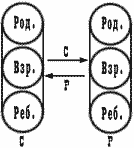 Род. Род.
С
Взр. Взр.
Р
Реб. Реб.
С Р